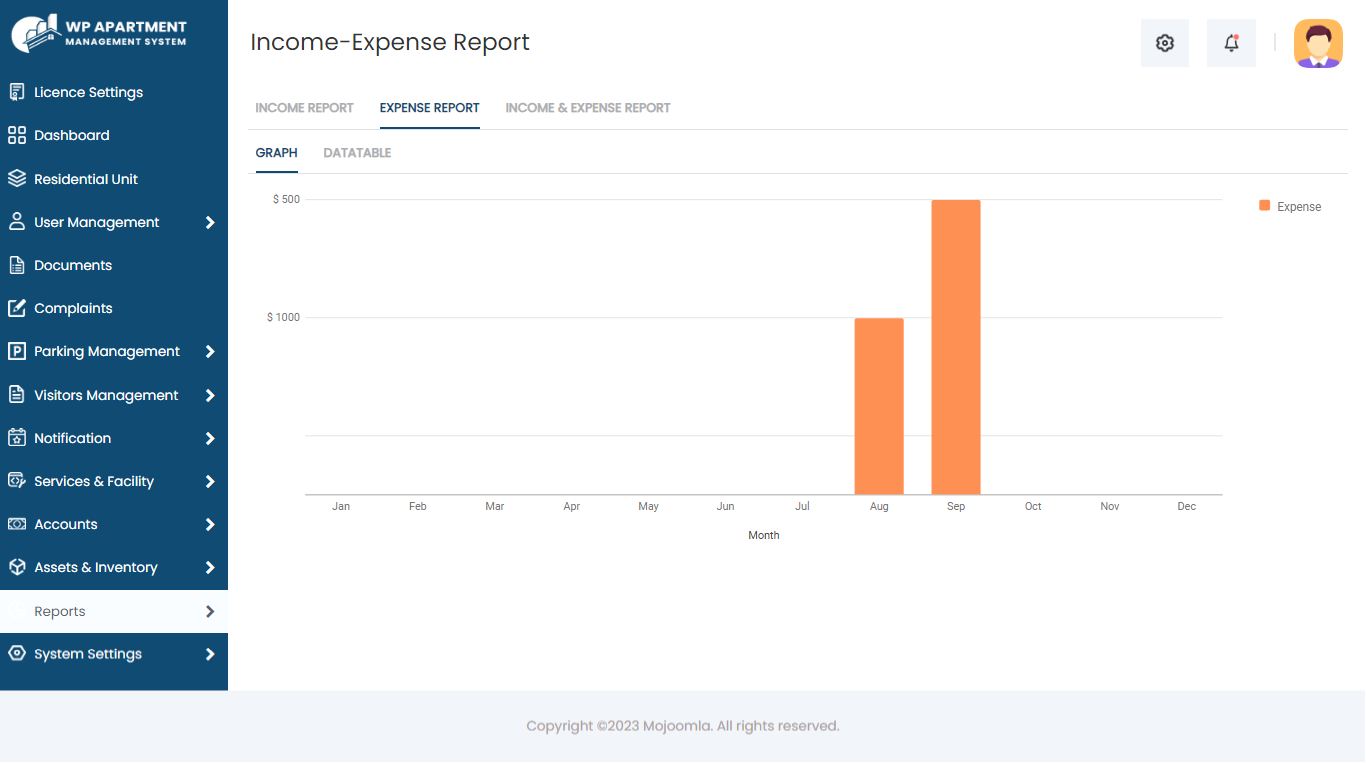 WP APARTMENT
MANAGEMENT SYSTEM
Licence Settings
Dashboard
Residential Unit
User Management
Documents
Complaints
P
Parking Management
Visitors Management
Notification
Services & Facility
Accounts
Assets & Inventory
Reports
System Settings
Income-Expense Report
INCOME REPORT EXPENSE REPORT INCOME & EXPENSE REPORT
GRAPH DATATABLE
$ 500
$ 1000
Expense
Jan Feb Mar Apr May Jun Jul Aug Sep Oct Nov Dec
Month
Copyright ©2023 Mojoomla. All rights reserved.